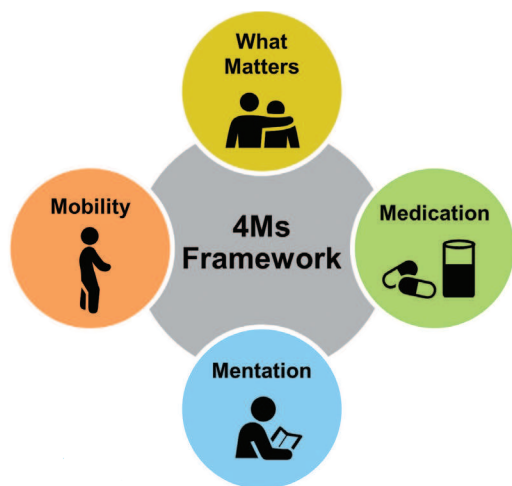 What
Matters
Mobility
4Ms
Framework
Medication
Mentation